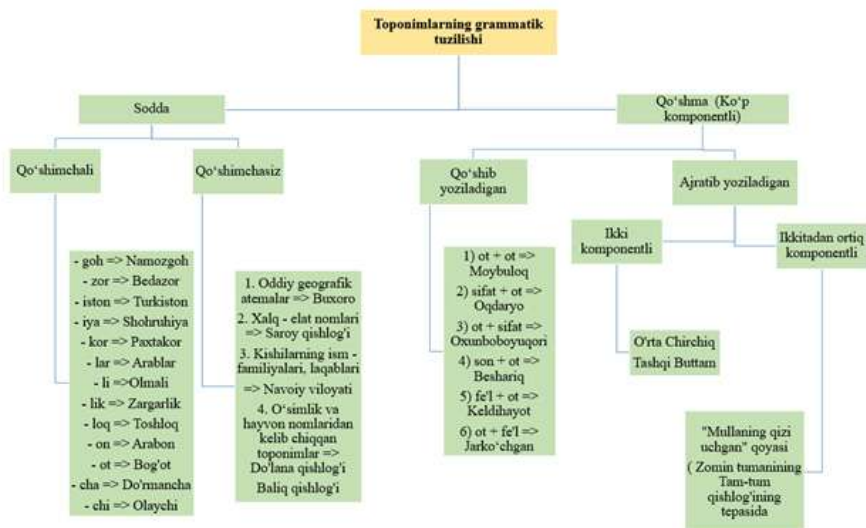 Toponimlarning grammatik
tuzilishi
Sodda
Qo‘shma (Ko‘p
komponentli)
Qo‘shimchali
Qo‘shimchasiz
Qo‘shib
yoziladigan
Ajratib yoziladigan
Ikki
komponentli
Ikkitadan ortiq
komponentli
- goh => Namozgoh
- zor => Bedazor
- iston => Turkiston
- iya => Shohruhiya
- kor => Paxtakor
- lar => Arablar
- li =>Olmali
- lik => Zargarlik
- loq => Toshloq
- on => Arabon
- ot => Bog'ot
- cha => Do'rmancha
- chi => Olaychi
1. Oddiy geografik
atemalar => Buxoro
2. Xalq - elat nomlari
=> Saroy qishlog'i
3. Kishilarning ism -
familiyalari, laqablari
=> Navoiy viloyati
4. O‘simlik va
hayvon nomlaridan
kelib chiqqan
toponimlar =>
Do'lana qishlog'i
Baliq qishlog'i
1) ot + ot =>
Moybuloq
2) sifat + ot =>
Oqdaryo
3) ot + sifat =>
Oxunboboyuqori
4) son + ot =>
Beshariq
5) fe'l + ot =>
Keldihayot
6) ot + fe'l =>
Jarko‘chgan
O'rta Chirchiq
Tashqi Buttam
"Mullaning qizi
uchgan" qoyasi
( Zomin tumanining
Tam-tum
qishlog'ining
tepasida